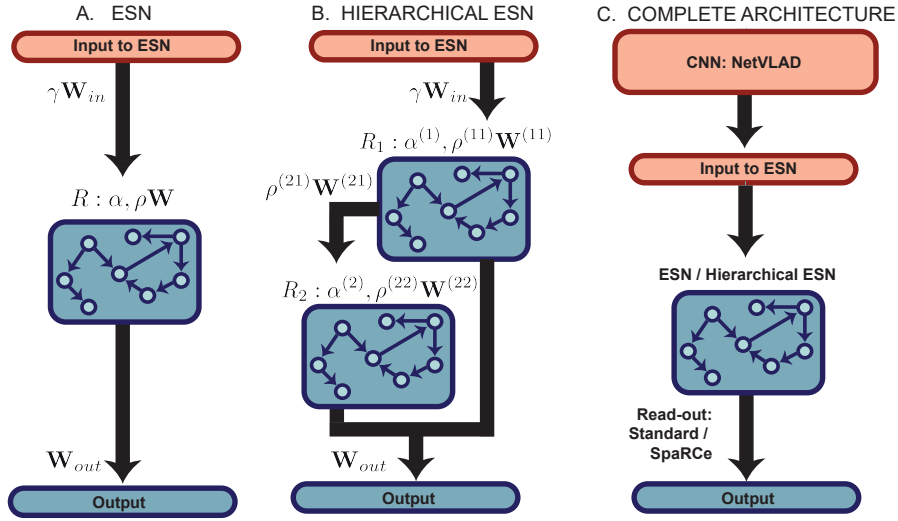 A. ESN
Input to ESN
γW_in
R : α, ρW
W_out
Output
B. HIERARCHICAL ESN
Input to ESN
γW_in
R_1 : α^(1), ρ^(11)W^(11)
ρ^(21)W^(21)
R_2 : α^(2), ρ^(22)W^(22)
W_out
Output
C. COMPLETE ARCHITECTURE
CNN: NetVLAD
Input to ESN
ESN / Hierarchical ESN
Read-out:
Standard /
SpaRCe
Output